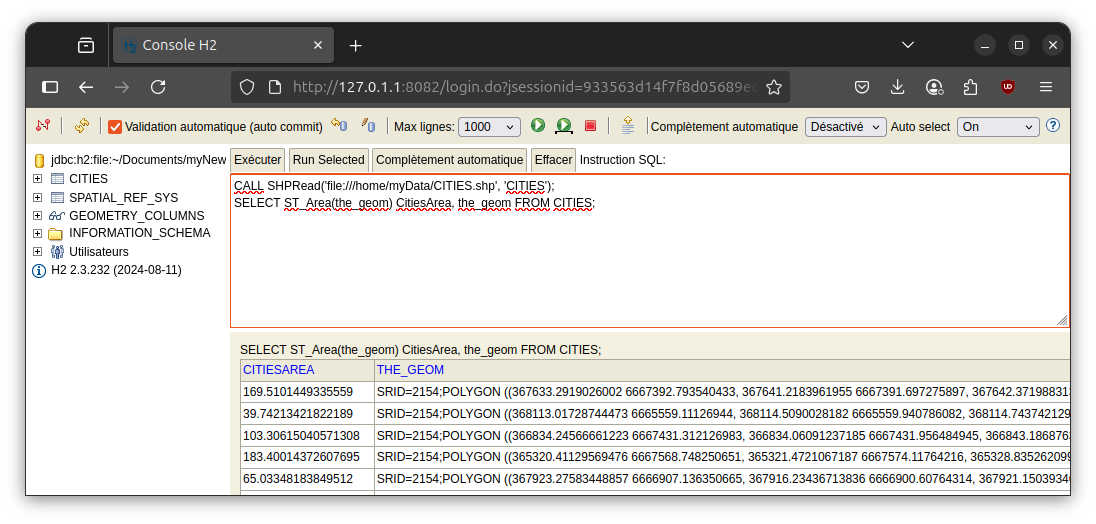 Console H2
http://127.0.1.1:8082/login.do?jsessionid=933563d14f7f8d05689e
Validation automatique (auto commit) Max lignes: 1000 Complètement automatique Désactivé Auto select On
jdbc:h2:file:~/Documents/myNew
CITIES
SPATIAL_REF_SYS
GEOMETRY_COLUMNS
INFORMATION_SCHEMA
Utilisateurs
H2 2.3.232 (2024-08-11)
Exécuter Run Selected Complètement automatique Effacer Instruction SQL:
CALL SHPRead('file:///home/myData/CITIES.shp', 'CITIES');
SELECT ST_Area(the_geom) CitiesArea, the_geom FROM CITIES;
SELECT ST_Area(the_geom) CitiesArea, the_geom FROM CITIES;
CITIESAREA THE_GEOM
169.5101449335559 SRID=2154;POLYGON ((367633.2919026002 6667392.793540433, 367641.2183961955 6667391.697275897, 367642.371988313
39.74213421822189 SRID=2154;POLYGON ((368113.01728744473 6665559.11126944, 368114.5090028182 6665559.940786082, 368114.743742129
103.30615040571308 SRID=2154;POLYGON ((366834.24566661223 6667431.312126983, 366834.06091237185 6667431.956484945, 366843.1868763
183.40014372607695 SRID=2154;POLYGON ((365320.41129569476 6667568.748250651, 365321.4721067187 6667574.11764216, 365328.835262099
65.03348183849512 SRID=2154;POLYGON ((367923.27583448857 6666907.136350665, 367916.23436713836 6666900.60764314, 367921.1503934